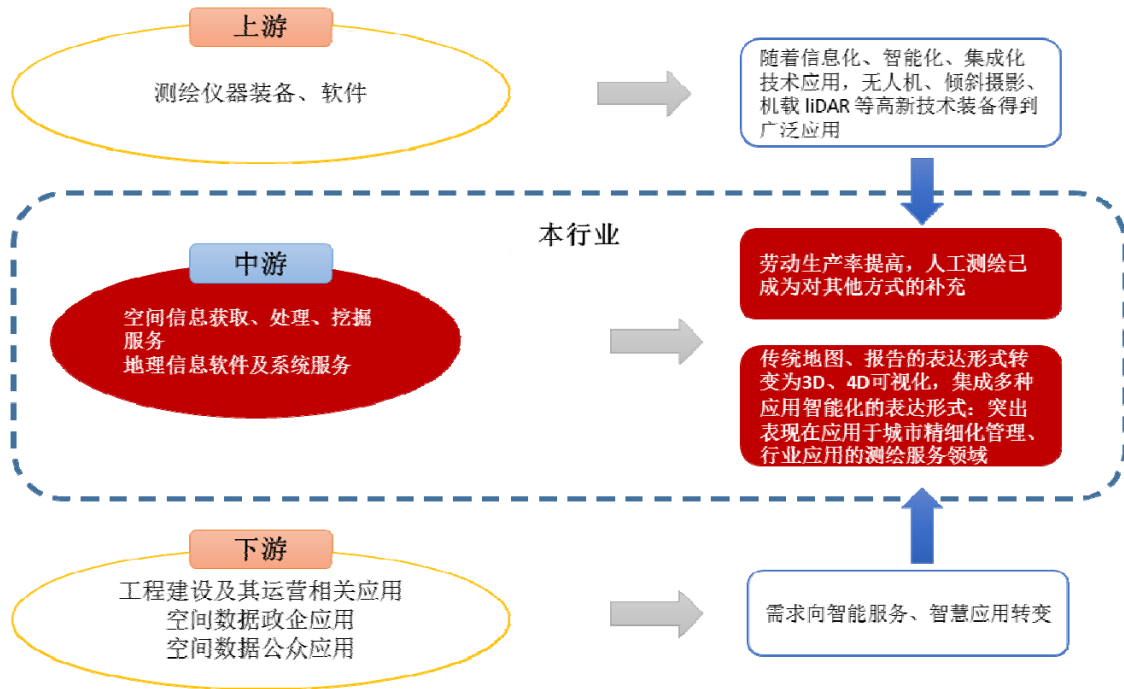 上游
测绘仪器装备、软件
随着信息化、智能化、集成化
技术应用，无人机、倾斜摄影、
机载 liDAR 等高新技术装备得到
广泛应用
本行业
中游
空间信息获取、处理、挖掘
服务
地理信息软件及系统服务
劳动生产率提高，人工测绘已
成为对其他方式的补充
传统地图、报告的表达形式转
变为3D、4D可视化，集成多种
应用智能化的表达形式：突出
表现在应用于城市精细化管理、
行业应用的测绘服务领域
下游
工程建设及其运营相关应用
空间数据政企应用
空间数据公众应用
需求向智能服务、智慧应用转变